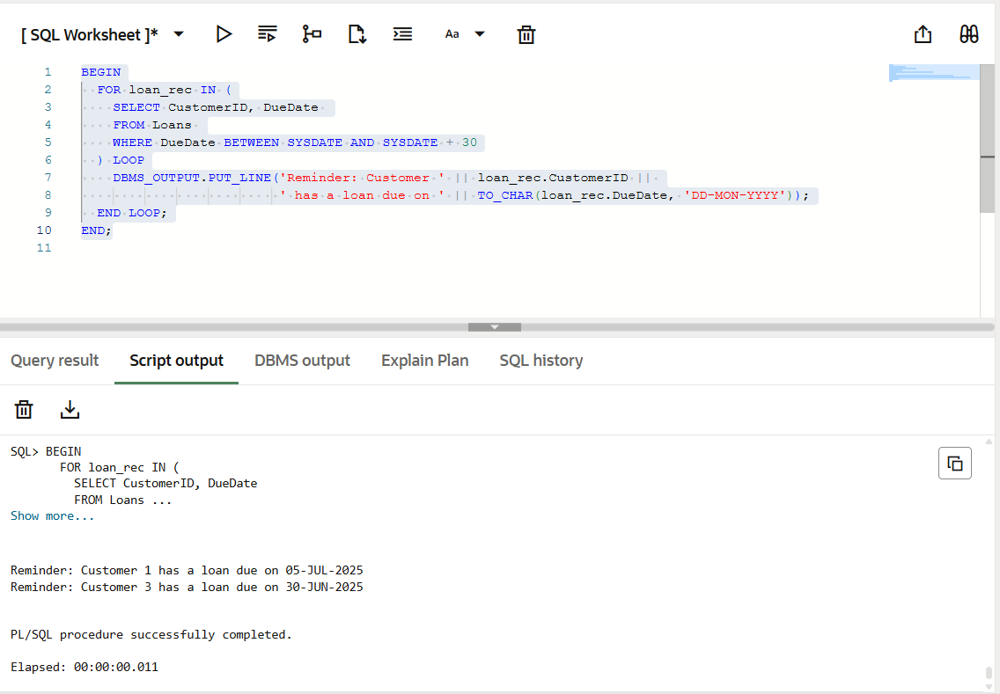 [ SQL Worksheet ]*
Aa
1 BEGIN
2 FOR loan_rec IN (
3 SELECT CustomerID, DueDate
4 FROM Loans
5 WHERE DueDate BETWEEN SYSDATE AND SYSDATE + 30
6 ) LOOP
7 DBMS_OUTPUT.PUT_LINE('Reminder: Customer ' || loan_rec.CustomerID ||
8 ' has a loan due on ' || TO_CHAR(loan_rec.DueDate, 'DD-MON-YYYY'));
9 END LOOP;
10 END;
11
Query result Script output DBMS output Explain Plan SQL history
SQL> BEGIN
FOR loan_rec IN (
SELECT CustomerID, DueDate
FROM Loans ...
Show more...
Reminder: Customer 1 has a loan due on 05-JUL-2025
Reminder: Customer 3 has a loan due on 30-JUN-2025
PL/SQL procedure successfully completed.
Elapsed: 00:00:00.011